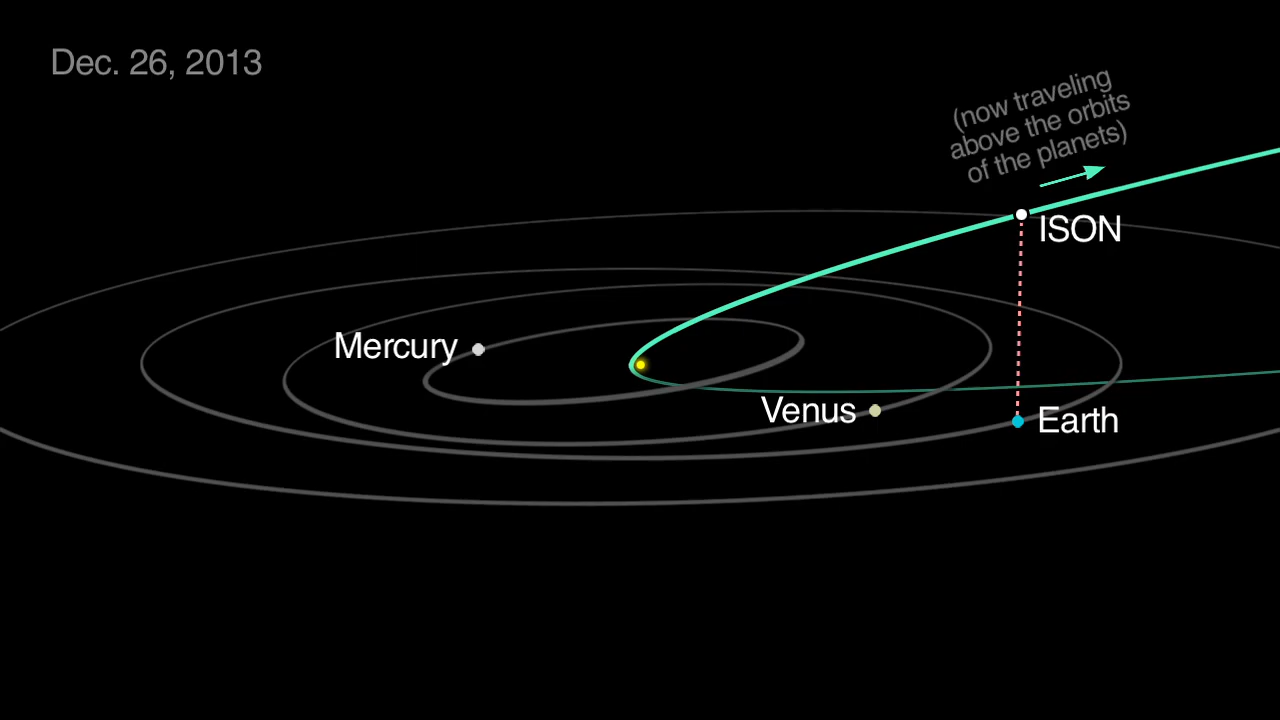 Dec. 26, 2013
(now traveling
above the orbits
of the planets)
ISON
Mercury
Venus
Earth